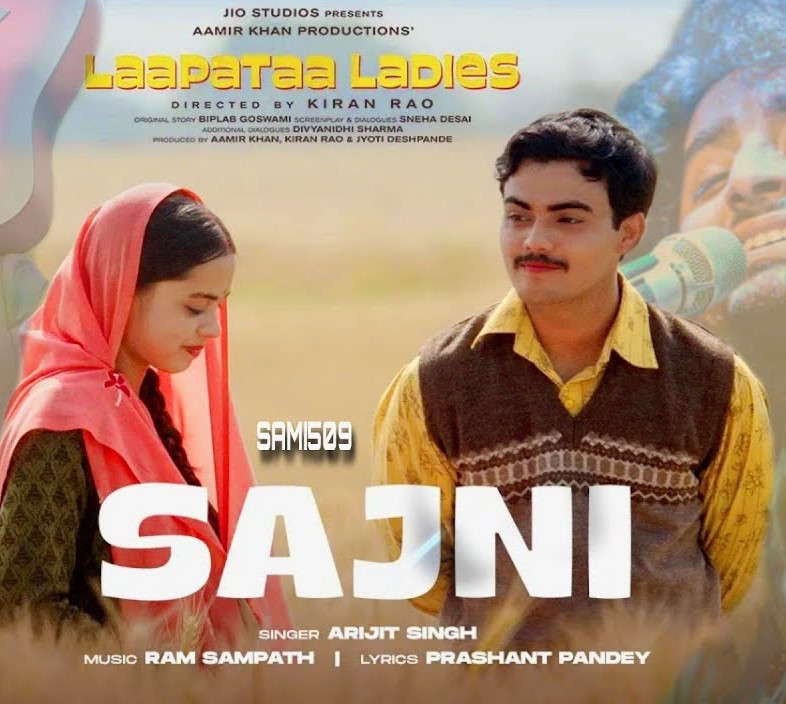 JIO STUDIOS PRESENTS
AAMIR KHAN PRODUCTIONS'
LaaPaTaa LaDIes
DIRECTED BY KIRAN RAO
ORIGINAL STORY BIPLAB GOSWAMI SCREENPLAY & DIALOGUES SNEHA DESAI
ADDITIONAL DIALOGUES DIVYANIDHI SHARMA
PRODUCED BY AAMIR KHAN, KIRAN RAO & JYOTI DESHPANDE
SAMI509
SAJNI
SINGER ARIJIT SINGH
MUSIC RAM SAMPATH | LYRICS PRASHANT PANDEY